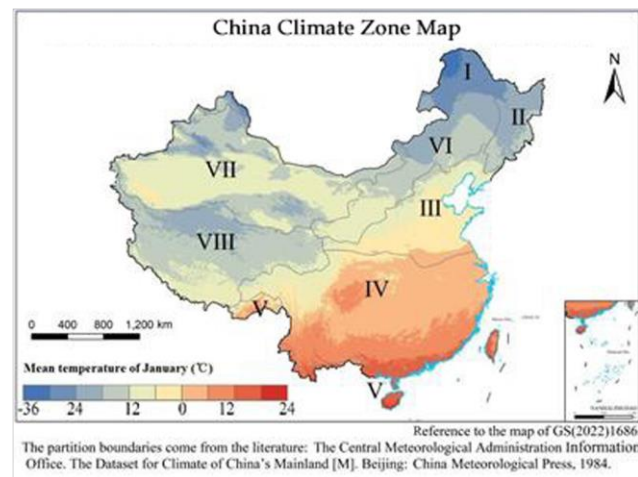 China Climate Zone Map
N
I
II
VI
VII
III
VIII
IV
V
V
0 400 800 1,200 km
Mean temperature of January (℃)
-36 24 12 0 12 24
Reference to the map of GS(2022)1686
The partition boundaries come from the literature: The Central Meteorological Administration Information
Office. The Dataset for Climate of China's Mainland [M]. Beijing: China Meteorological Press, 1984.